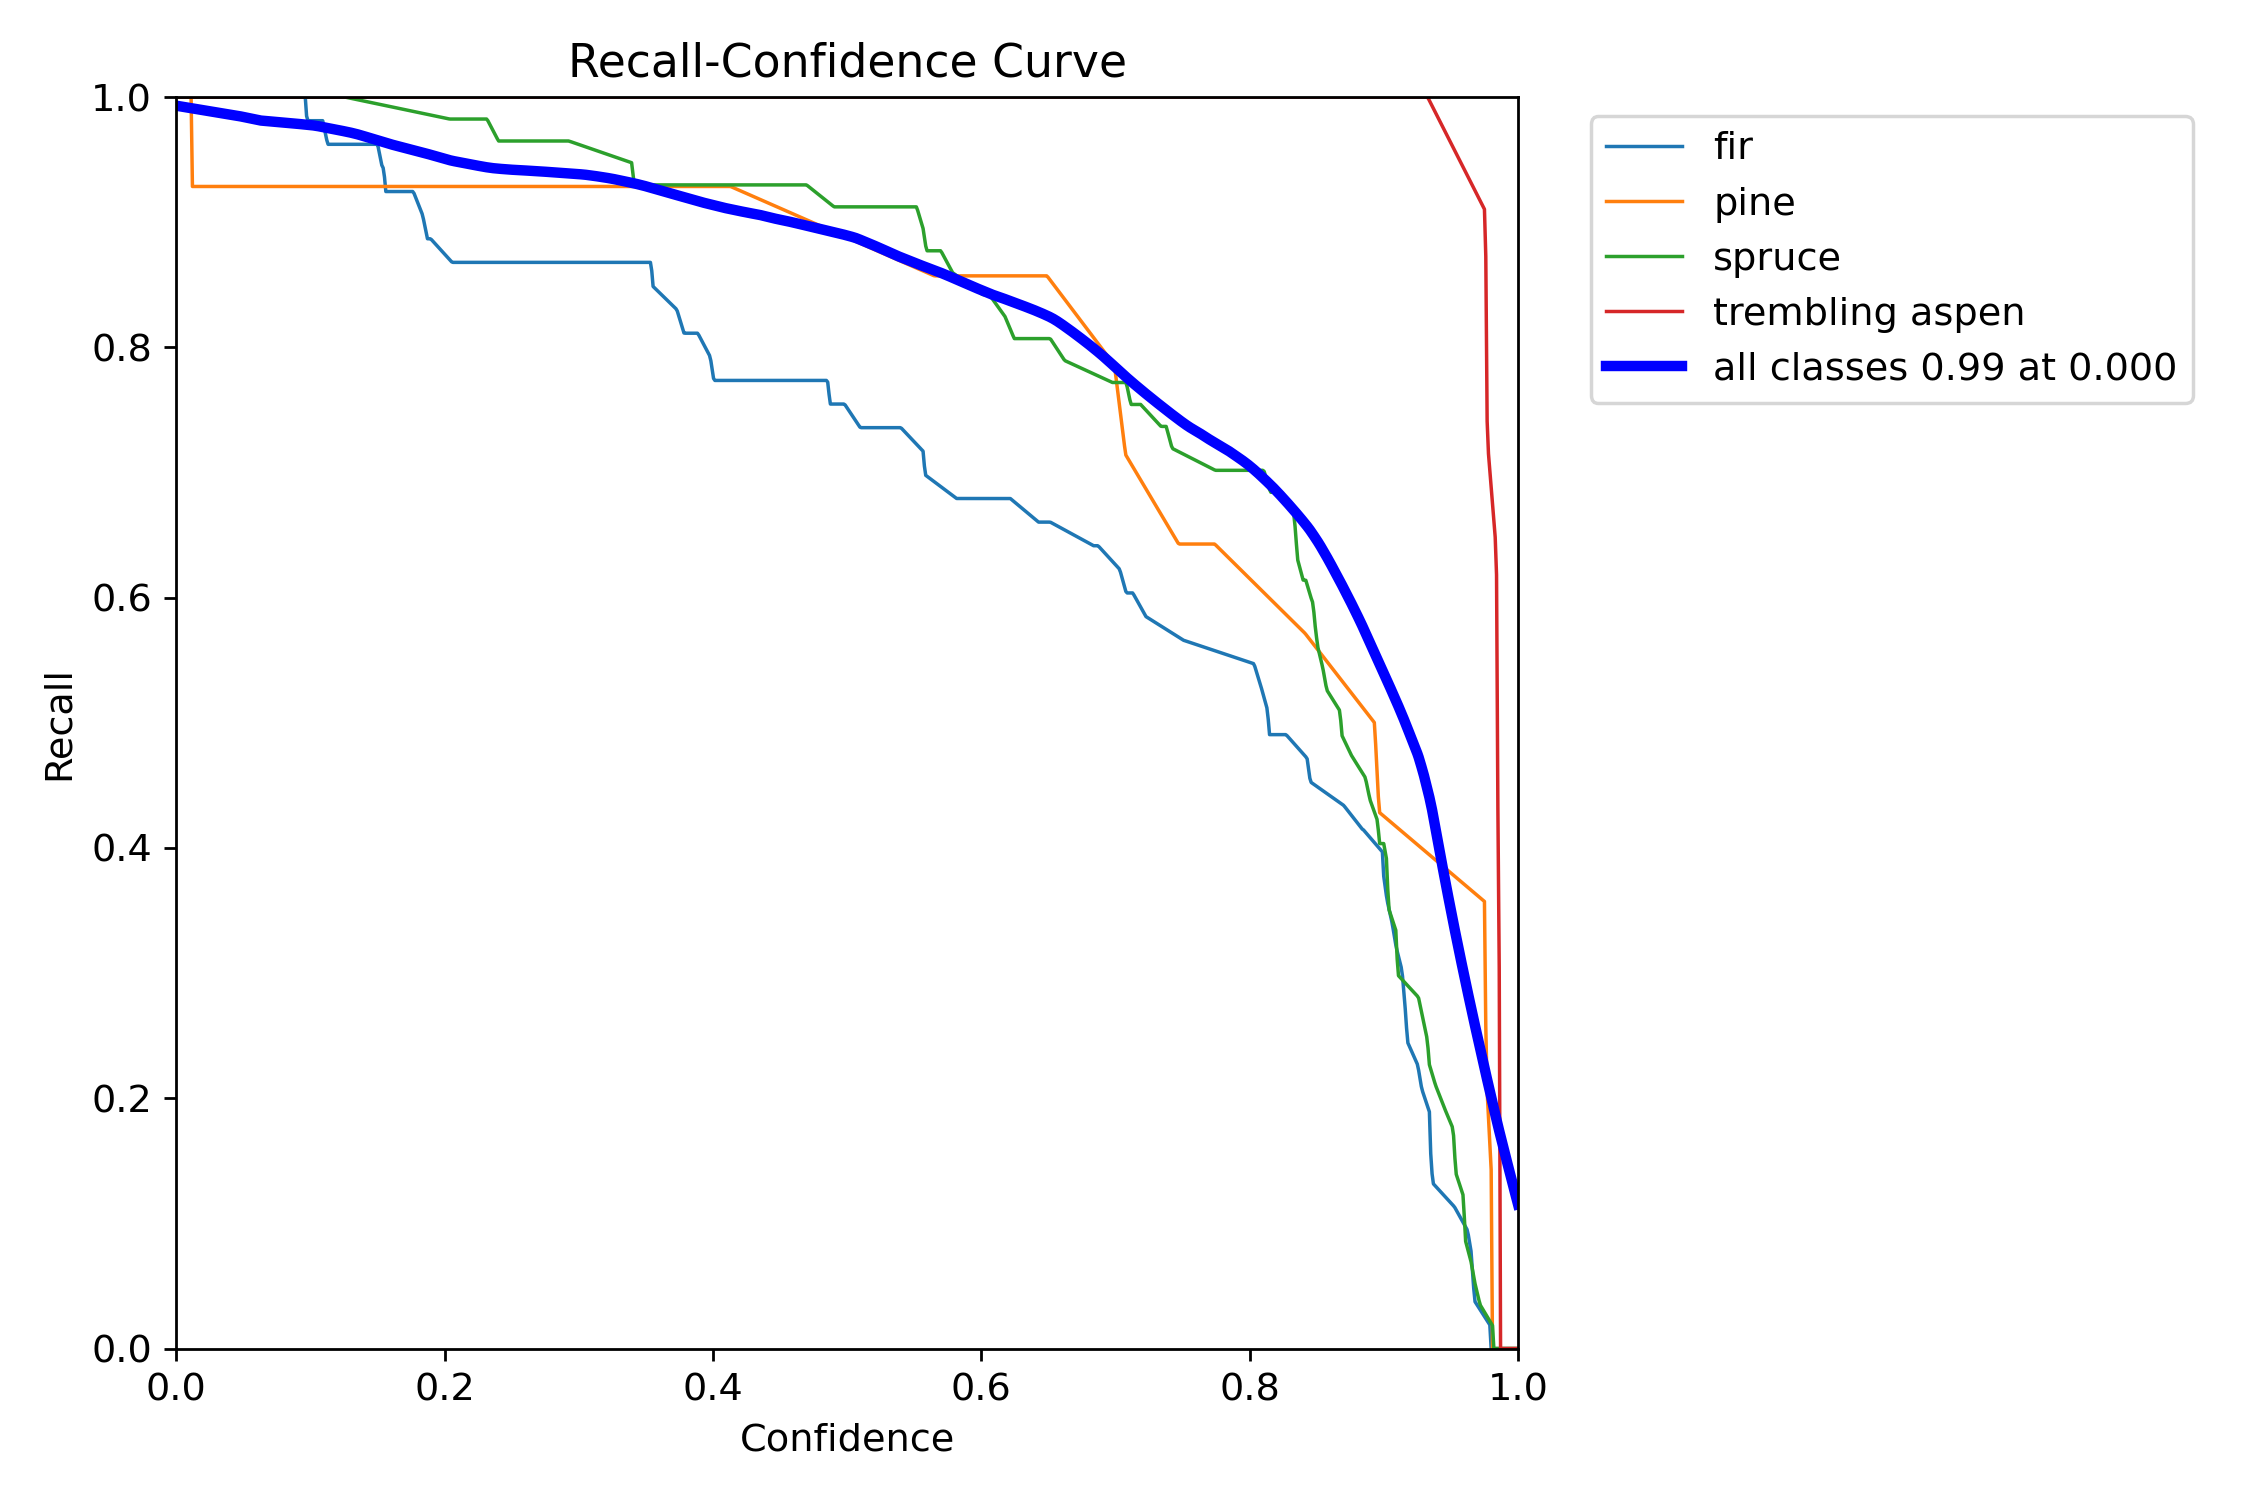 Recall-Confidence Curve
1.0
0.8
0.6
0.4
0.2
0.0
Recall
0.0 0.2 0.4 0.6 0.8 1.0
Confidence
fir
pine
spruce
trembling aspen
all classes 0.99 at 0.000